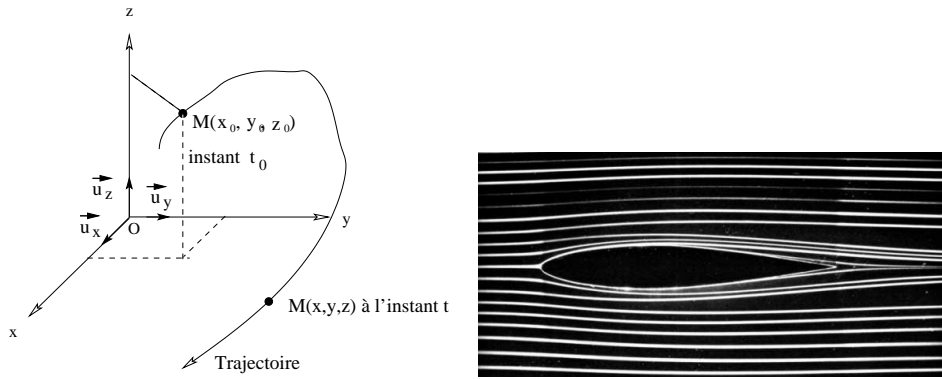 z
M(x₀, y₀, z₀)
instant t₀
u_z
u_y
u_x
O
y
M(x,y,z) à l'instant t
x
Trajectoire